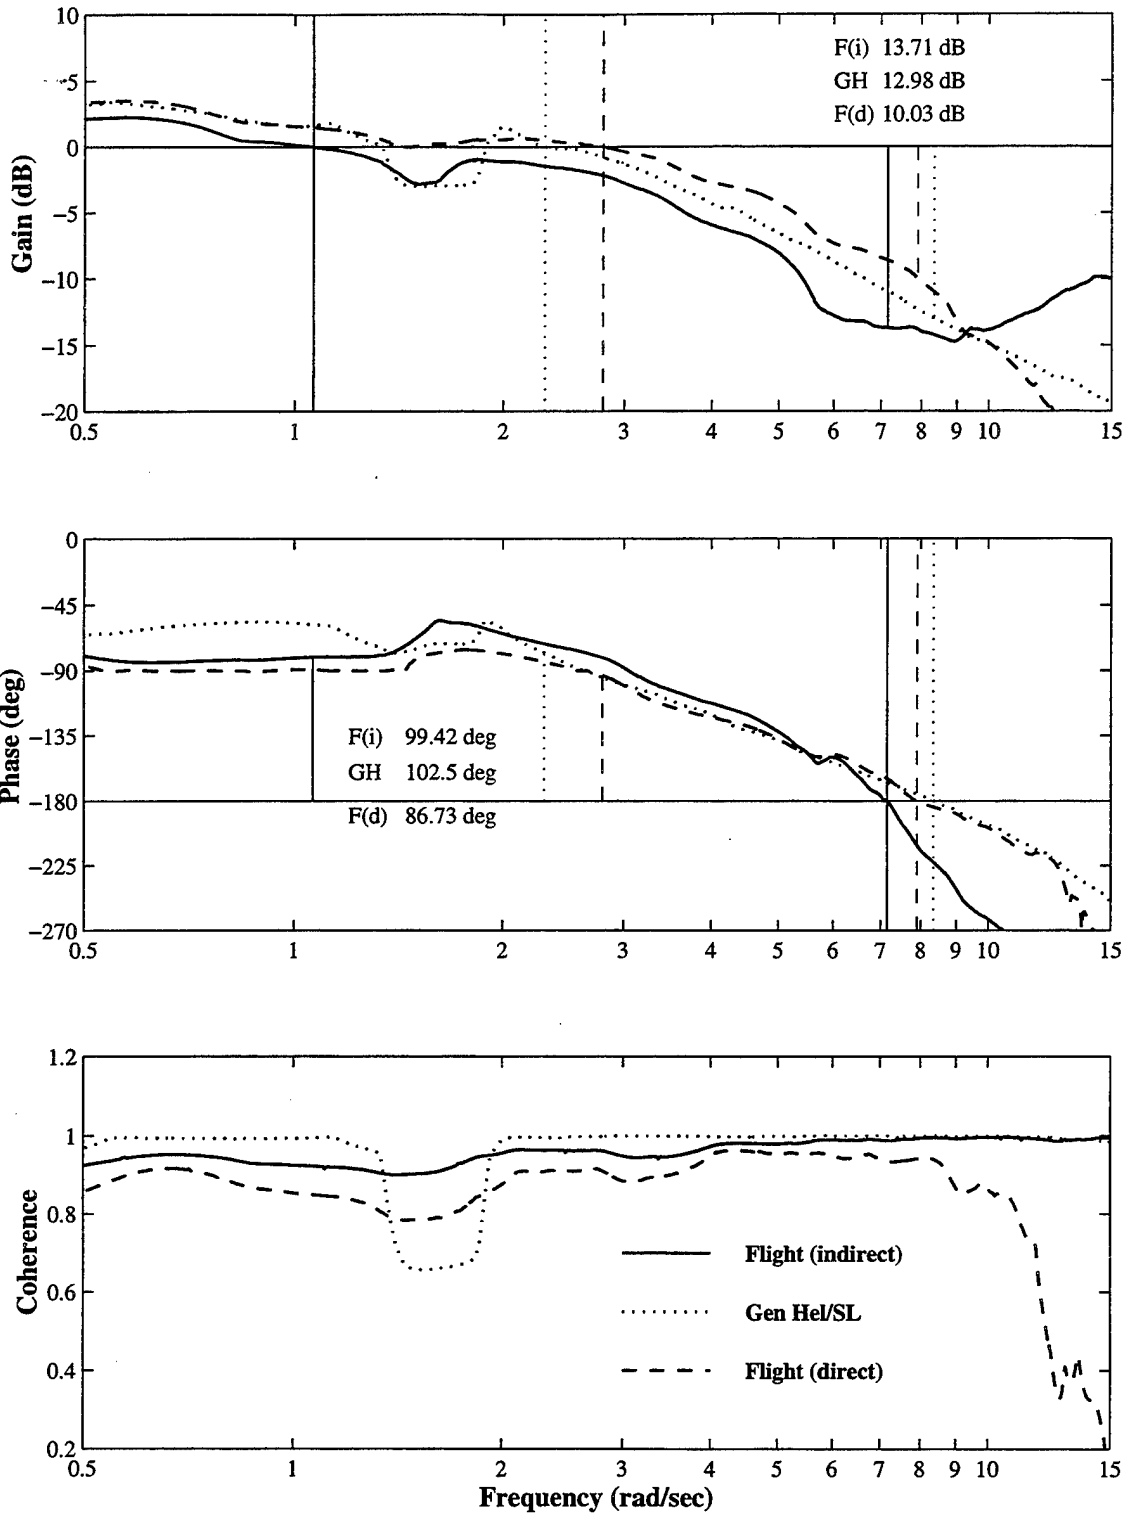 10
5
0
−5
−10
−15
−20
Gain (dB)
F(i) 13.71 dB
GH 12.98 dB
F(d) 10.03 dB
0.5 1 2 3 4 5 6 7 8 9 10 15
0
−45
−90
−135
−180
−225
−270
Phase (deg)
F(i) 99.42 deg
GH 102.5 deg
F(d) 86.73 deg
0.5 1 2 3 4 5 6 7 8 9 10 15
1.2
1
0.8
0.6
0.4
0.2
Coherence
Flight (indirect)
Gen Hel/SL
Flight (direct)
0.5 1 2 3 4 5 6 7 8 9 10 15
Frequency (rad/sec)